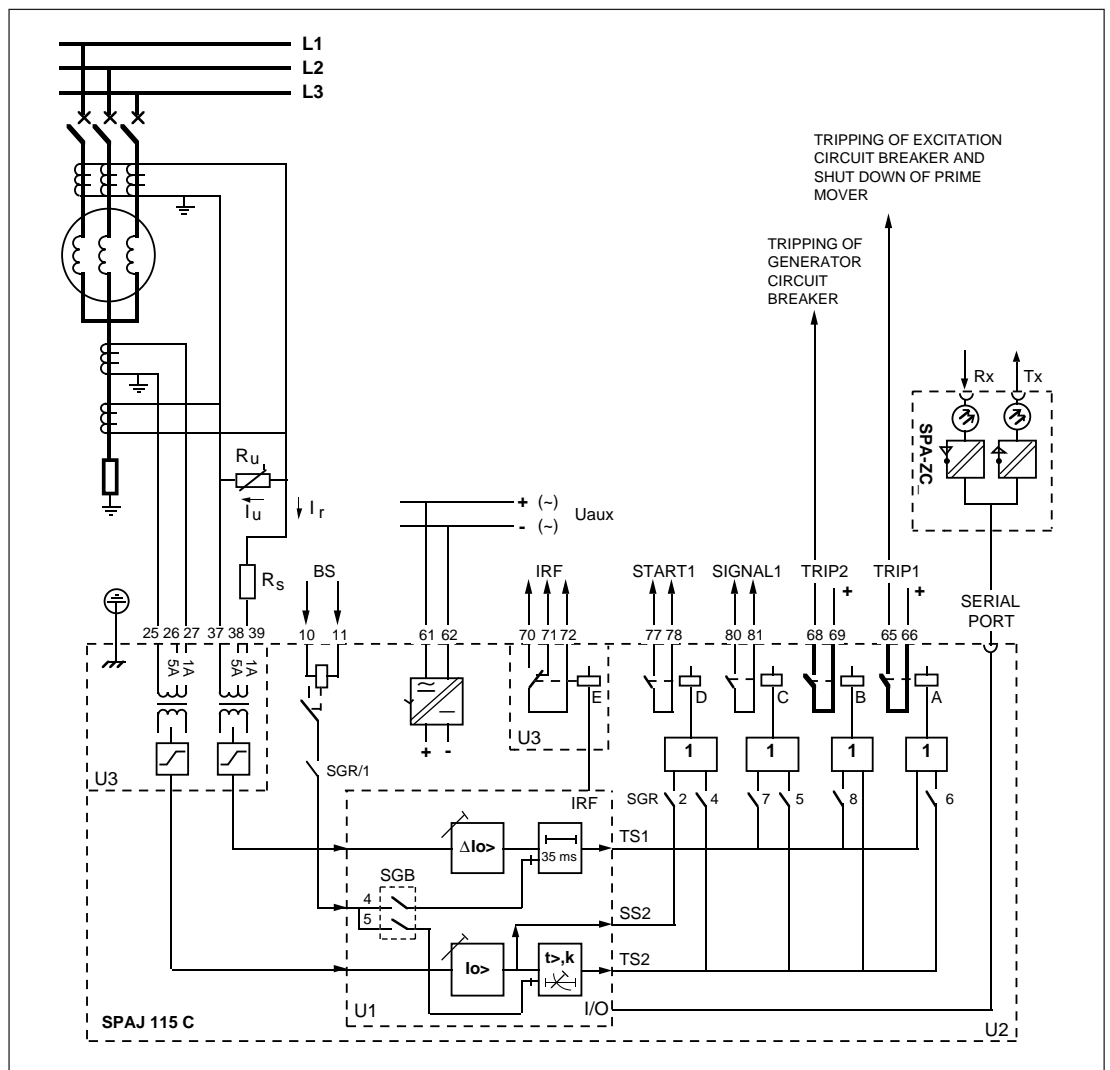 L1
L2
L3
TRIPPING OF EXCITATION
CIRCUIT BREAKER AND
SHUT DOWN OF PRIME
MOVER
TRIPPING OF
GENERATOR
CIRCUIT
BREAKER
Rx Tx
SPA-ZC_
Ru
Iu Ir
+ (~)
- (~)
Uaux
Rs
BS
IRF START1 SIGNAL1 TRIP2 TRIP1
+ +
SERIAL
PORT
25 26 27 37 38 39 10 11 61 62 70 71 72 77 78 80 81 68 69 65 66
5A 1A 5A 1A
E D C B A
U3
+ -
1 1 1 1
U3
SGR/1
IRF
SGR 2 4 7 5 8 6
∆Io>
35 ms
TS1
SGB
4
5
SS2
Io>
t>,k
TS2
U1
I/O
SPAJ 115 C
U2